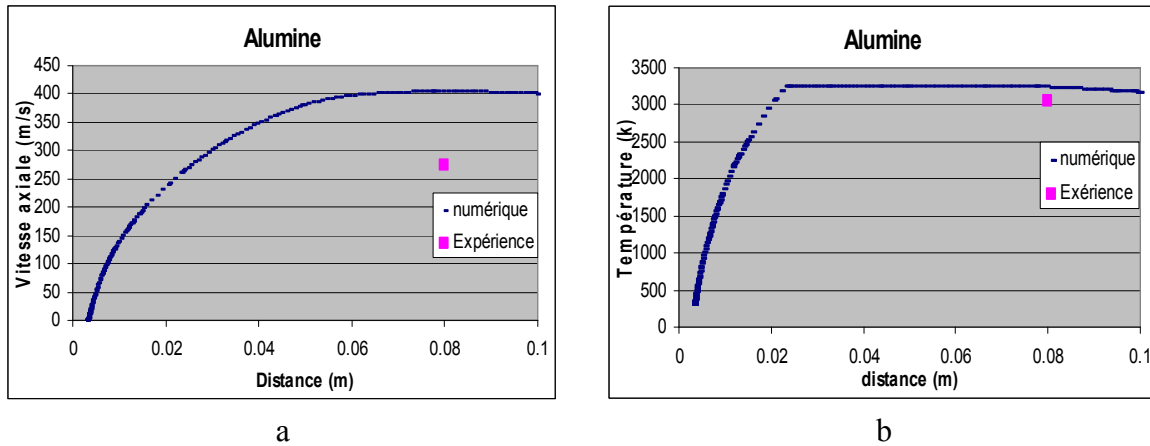 Alumine
450
400
350
300
250
200
150
100
50
0
Vitesse axiale (m/s)
numérique
Expérience
0 0.02 0.04 0.06 0.08 0.1
Distance (m)
a
Alumine
3500
3000
2500
2000
1500
1000
500
0
Température (k)
numérique
Exérience
0 0.02 0.04 0.06 0.08 0.1
distance (m)
b